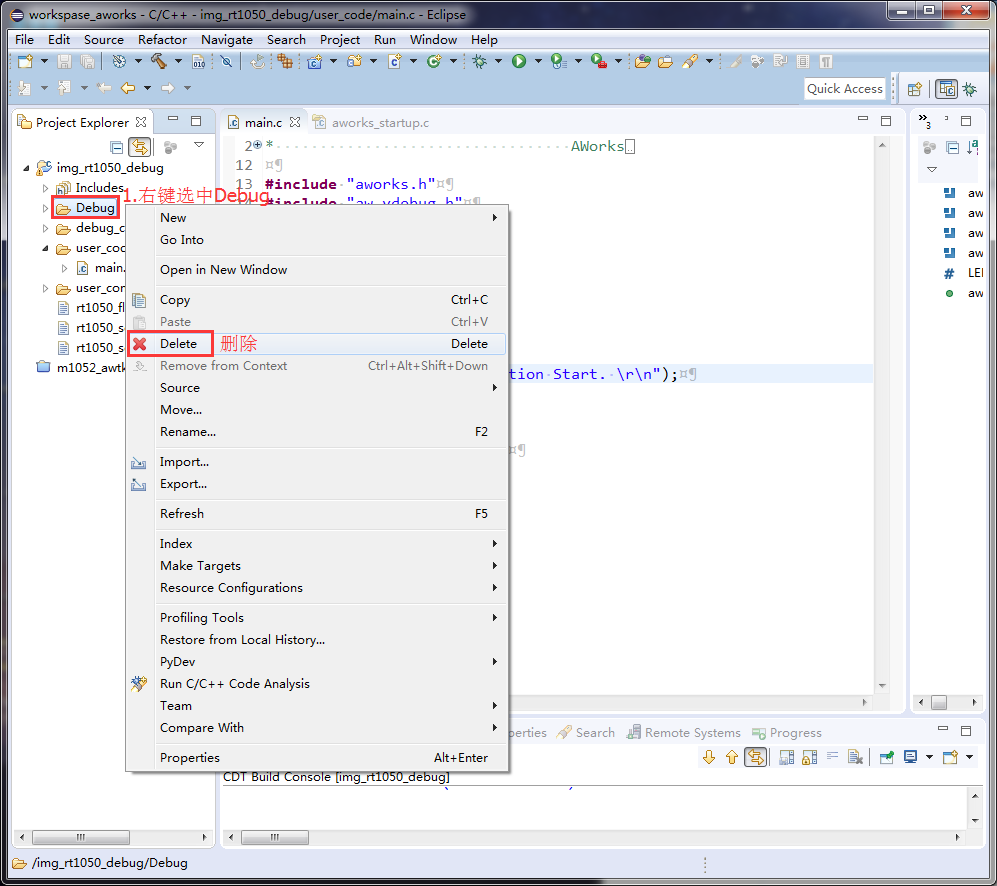 workspase_aworks - C/C++ - img_rt1050_debug/user_code/main.c - Eclipse
File Edit Source Refactor Navigate Search Project Run Window Help
Quick Access
Project Explorer
main.c
aworks_startup.c
3
img_rt1050_debug
Includes
1.右键选中Debug
Debug
debug_c
user_cod
main.
user_con
rt1050_fl
rt1050_s
rt1050_s
m1052_awtk
2 * AWorks
12 ¤¶
13 #include·"aworks.h"¤¶
#include·"aw_vdebug.h"¤¶
tion·Start.·\r\n");¤¶
¤¶
New
Go Into
Open in New Window
Copy Ctrl+C
Paste Ctrl+V
Delete Delete
删除
Remove from Context Ctrl+Alt+Shift+Down
Source
Move...
Rename... F2
Import...
Export...
Refresh F5
Index
Make Targets
Resource Configurations
Profiling Tools
Restore from Local History...
PyDev
Run C/C++ Code Analysis
Team
Compare With
Properties Alt+Enter
aw
aw
aw
aw
# LE
aw
perties Search Remote Systems Progress
CDT Build Console [img_rt1050_debug]
/img_rt1050_debug/Debug